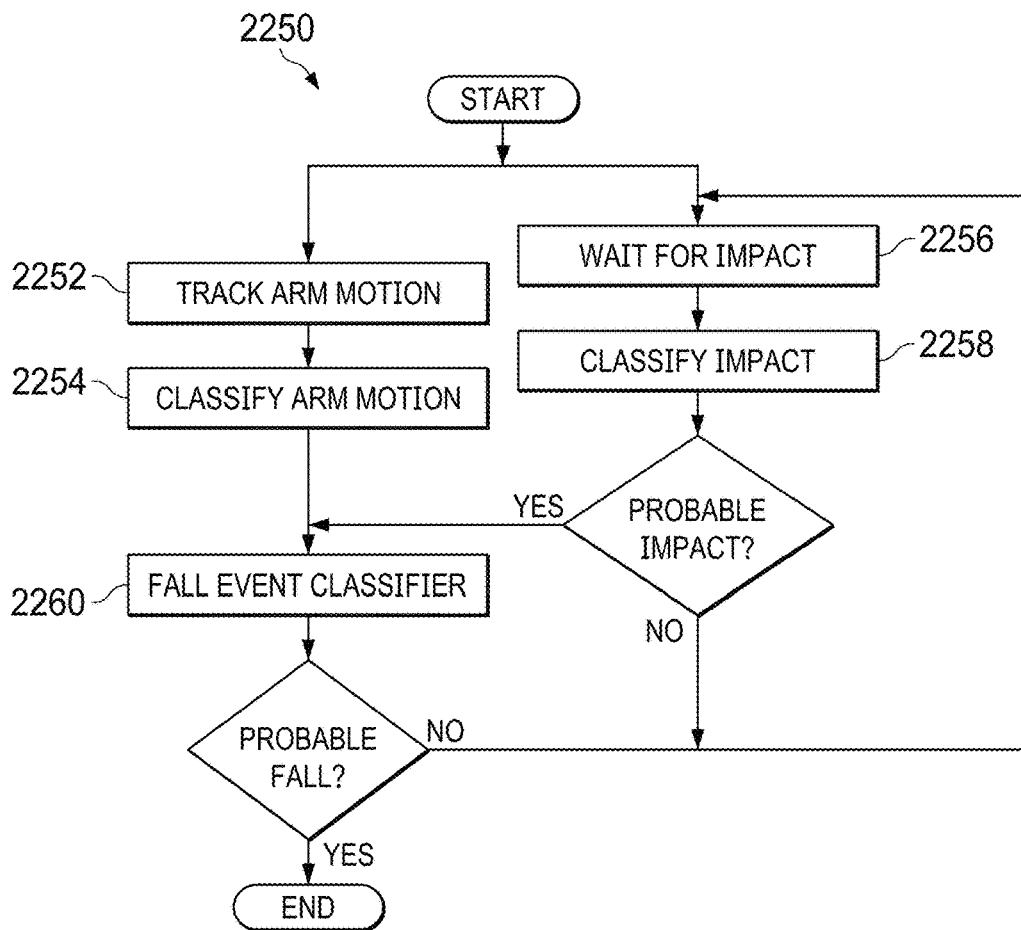 2250
START
WAIT FOR IMPACT
2256
2252
TRACK ARM MOTION
CLASSIFY IMPACT
2258
2254
CLASSIFY ARM MOTION
YES
PROBABLE
IMPACT?
2260
FALL EVENT CLASSIFIER
NO
PROBABLE
FALL?
NO
YES
END